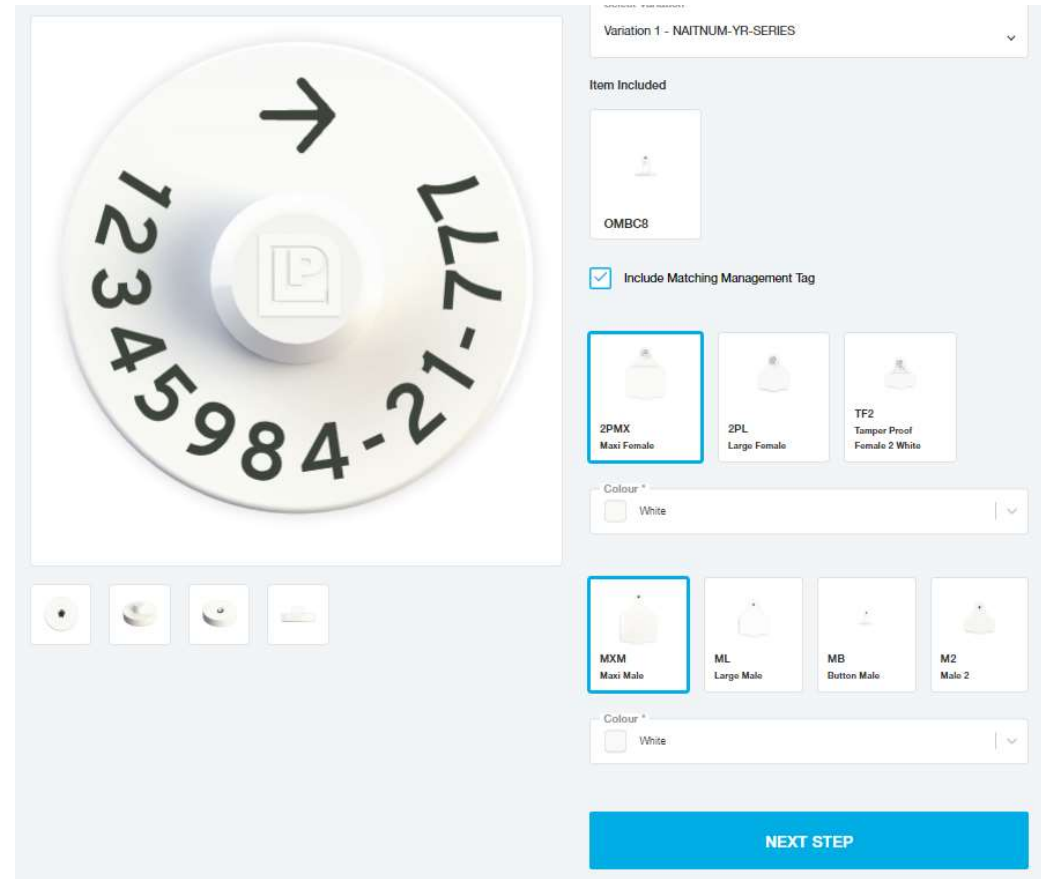 →
12345984-21-777
LP
Variation 1 - NAITNUM-YR-SERIES
Item Included
OMBC8
Include Matching Management Tag
2PMX
Maxi Female
2PL
Large Female
TF2
Tamper Proof
Female 2 White
Colour *
White
MXM
Maxi Male
ML
Large Male
MB
Button Male
M2
Male 2
Colour *
White
NEXT STEP